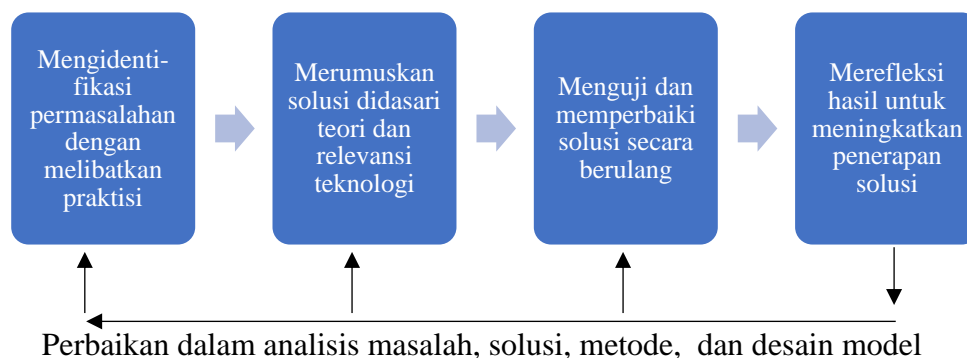 Mengidenti-
fikasi
permasalahan
dengan
melibatkan
praktisi
Merumuskan
solusi didasari
teori dan
relevansi
teknologi
Menguji dan
memperbaiki
solusi secara
berulang
Merefleksi
hasil untuk
meningkatkan
penerapan
solusi
Perbaikan dalam analisis masalah, solusi, metode, dan desain model